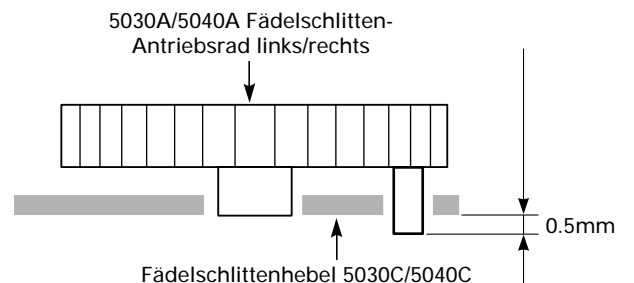 5030A/5040A Fädelschlitten-
Antriebsrad links/rechts
0.5mm
Fädelschlittenhebel 5030C/5040C